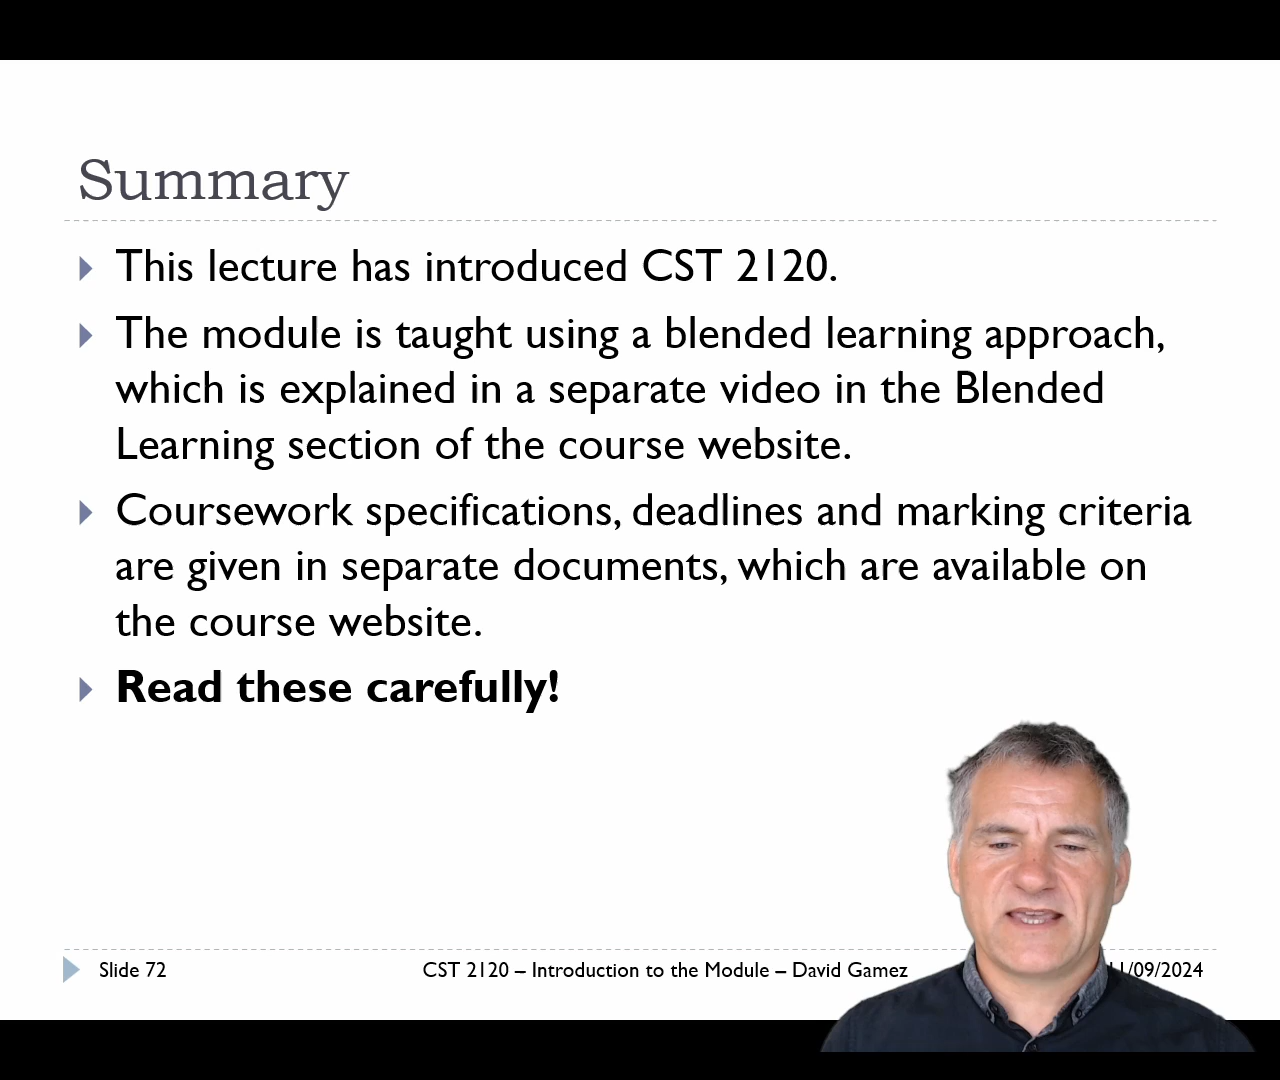 Summary
This lecture has introduced CST 2120.
The module is taught using a blended learning approach,
which is explained in a separate video in the Blended
Learning section of the course website.
Coursework specifications, deadlines and marking criteria
are given in separate documents, which are available on
the course website.
Read these carefully!
Slide 72
CST 2120 – Introduction to the Module – David Gamez
11/09/2024